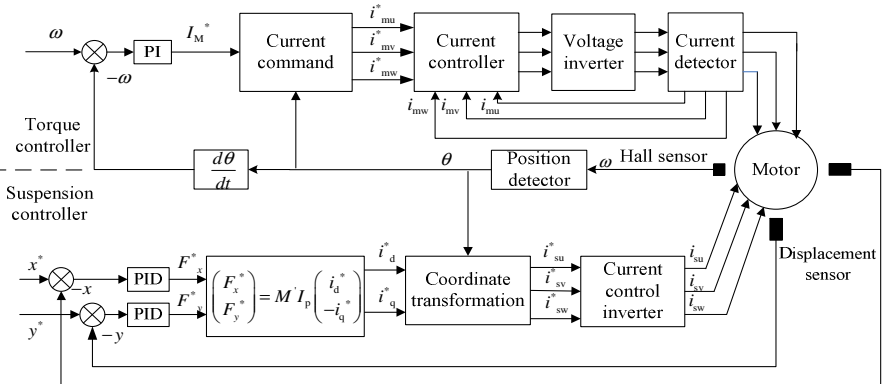 ω
−ω
PI
I_M*
Current
command
i*_mu
i*_mv
i*_mw
Current
controller
Voltage
inverter
Current
detector
i_mw i_mv i_mu
Torque
controller
Suspension
controller
dθ
dt
θ
Position
detector
ω
Hall sensor
Motor
Displacement
sensor
x*
−x
PID
F*_x
y*
−y
PID
F*_y
(F_x* F_y*) = M'I_p (i_d* −i_q*)
i*_d
i*_q
Coordinate
transformation
i*_su
i*_sv
i*_sw
Current
control
inverter
i_su
i_sv
i_sw